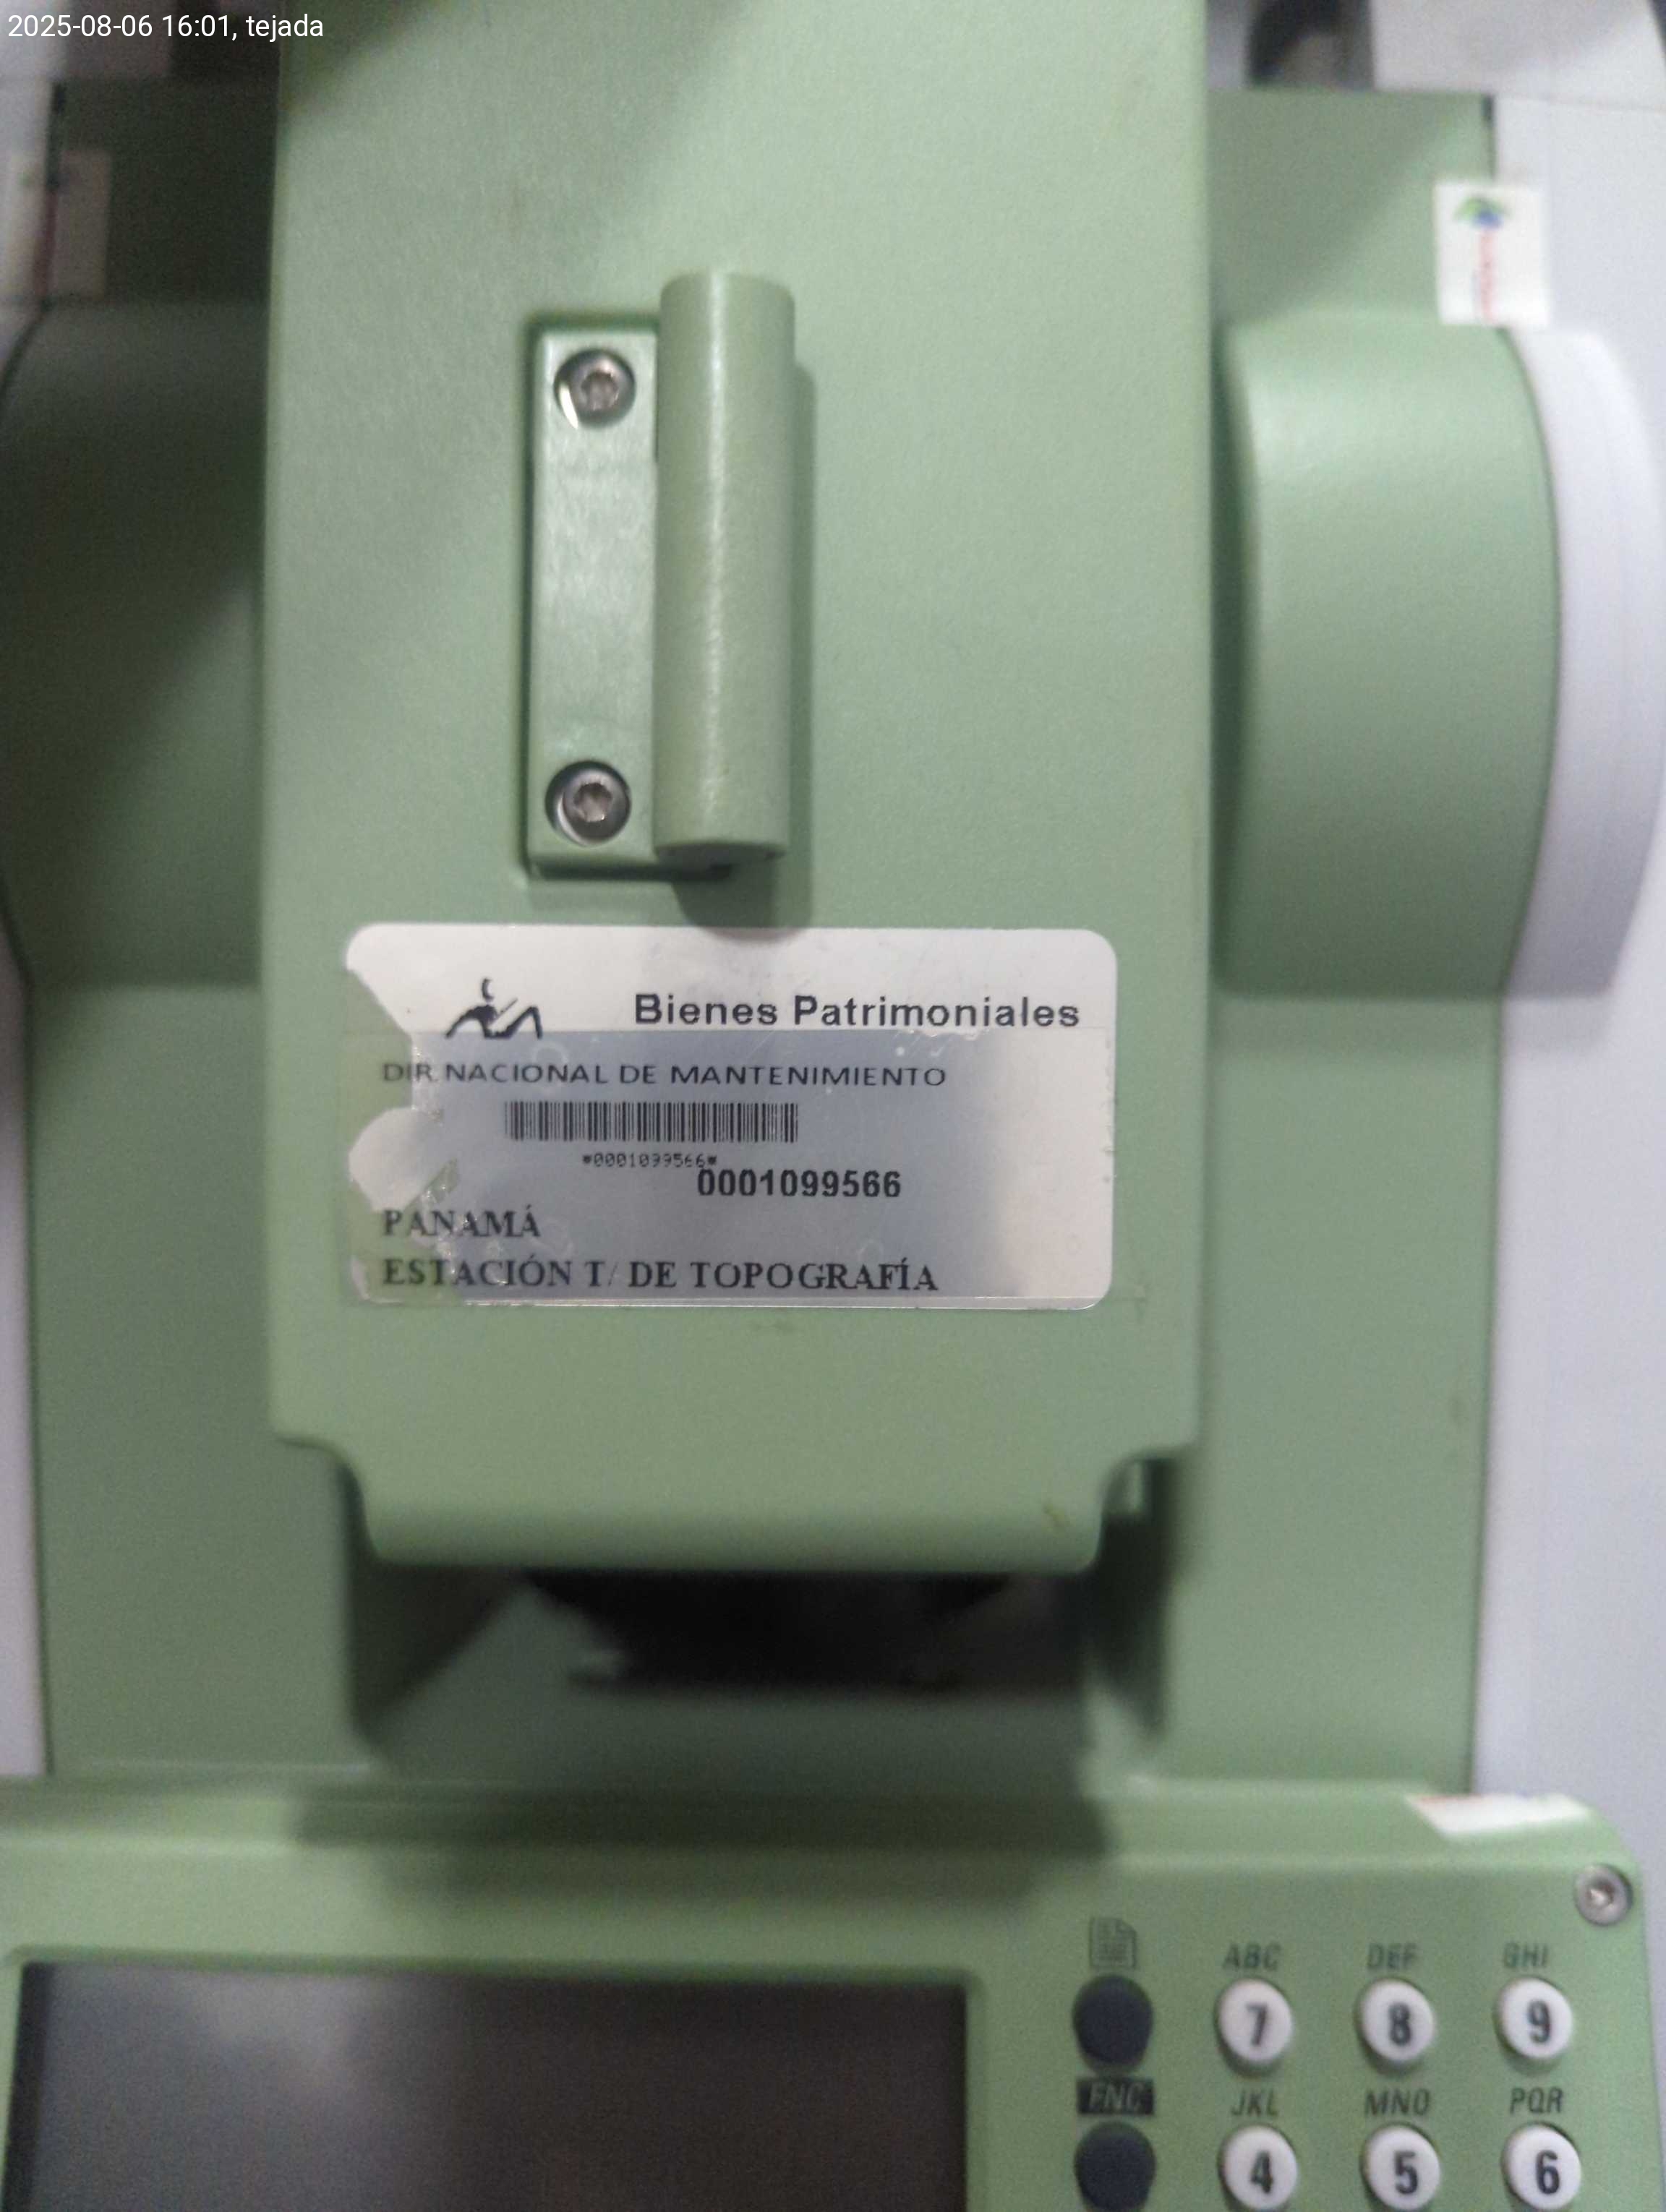 2025-08-06 16:01, tejada
Bienes Patrimoniales
DIR. NACIONAL DE MANTENIMIENTO
*0001099566*
0001099566
PANAMÁ
ESTACIÓN T/ DE TOPOGRAFÍA
ABC DEF GHI
7 8 9
FNC JKL MNO PQR
4 5 6